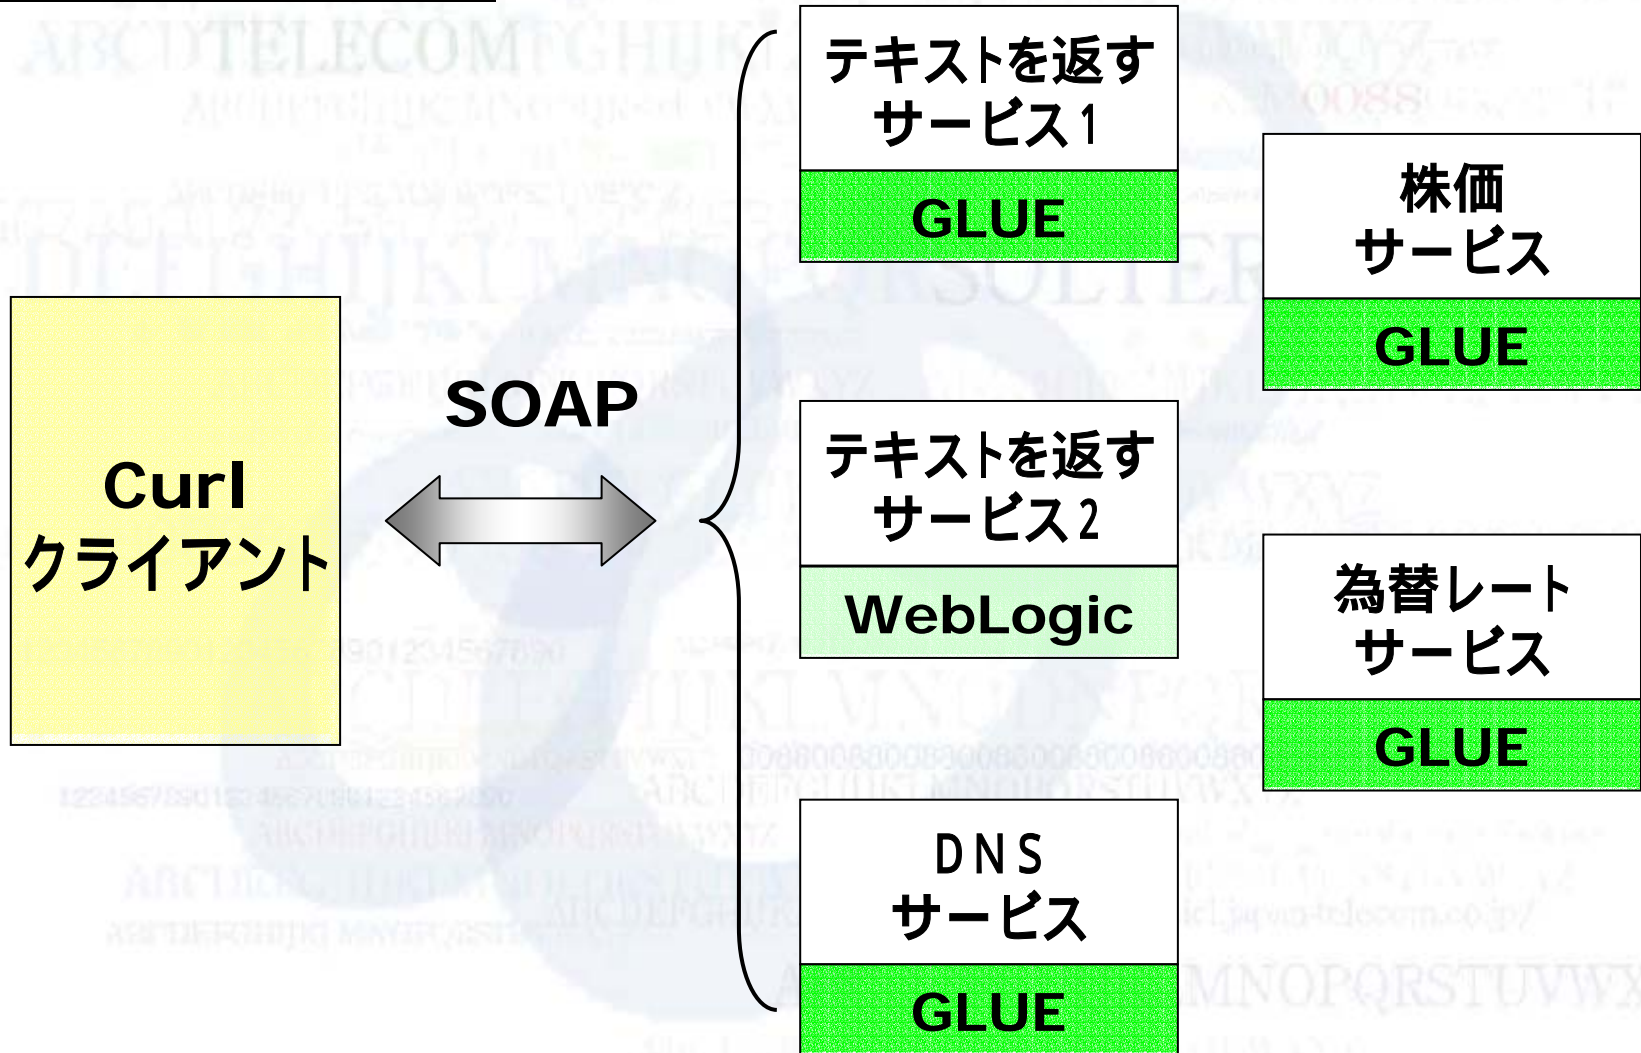 テキストを返す
サービス1
GLUE
株価
サービス
GLUE
Curl
クライアント
SOAP
テキストを返す
サービス2
WebLogic
為替レート
サービス
GLUE
DNS
サービス
GLUE